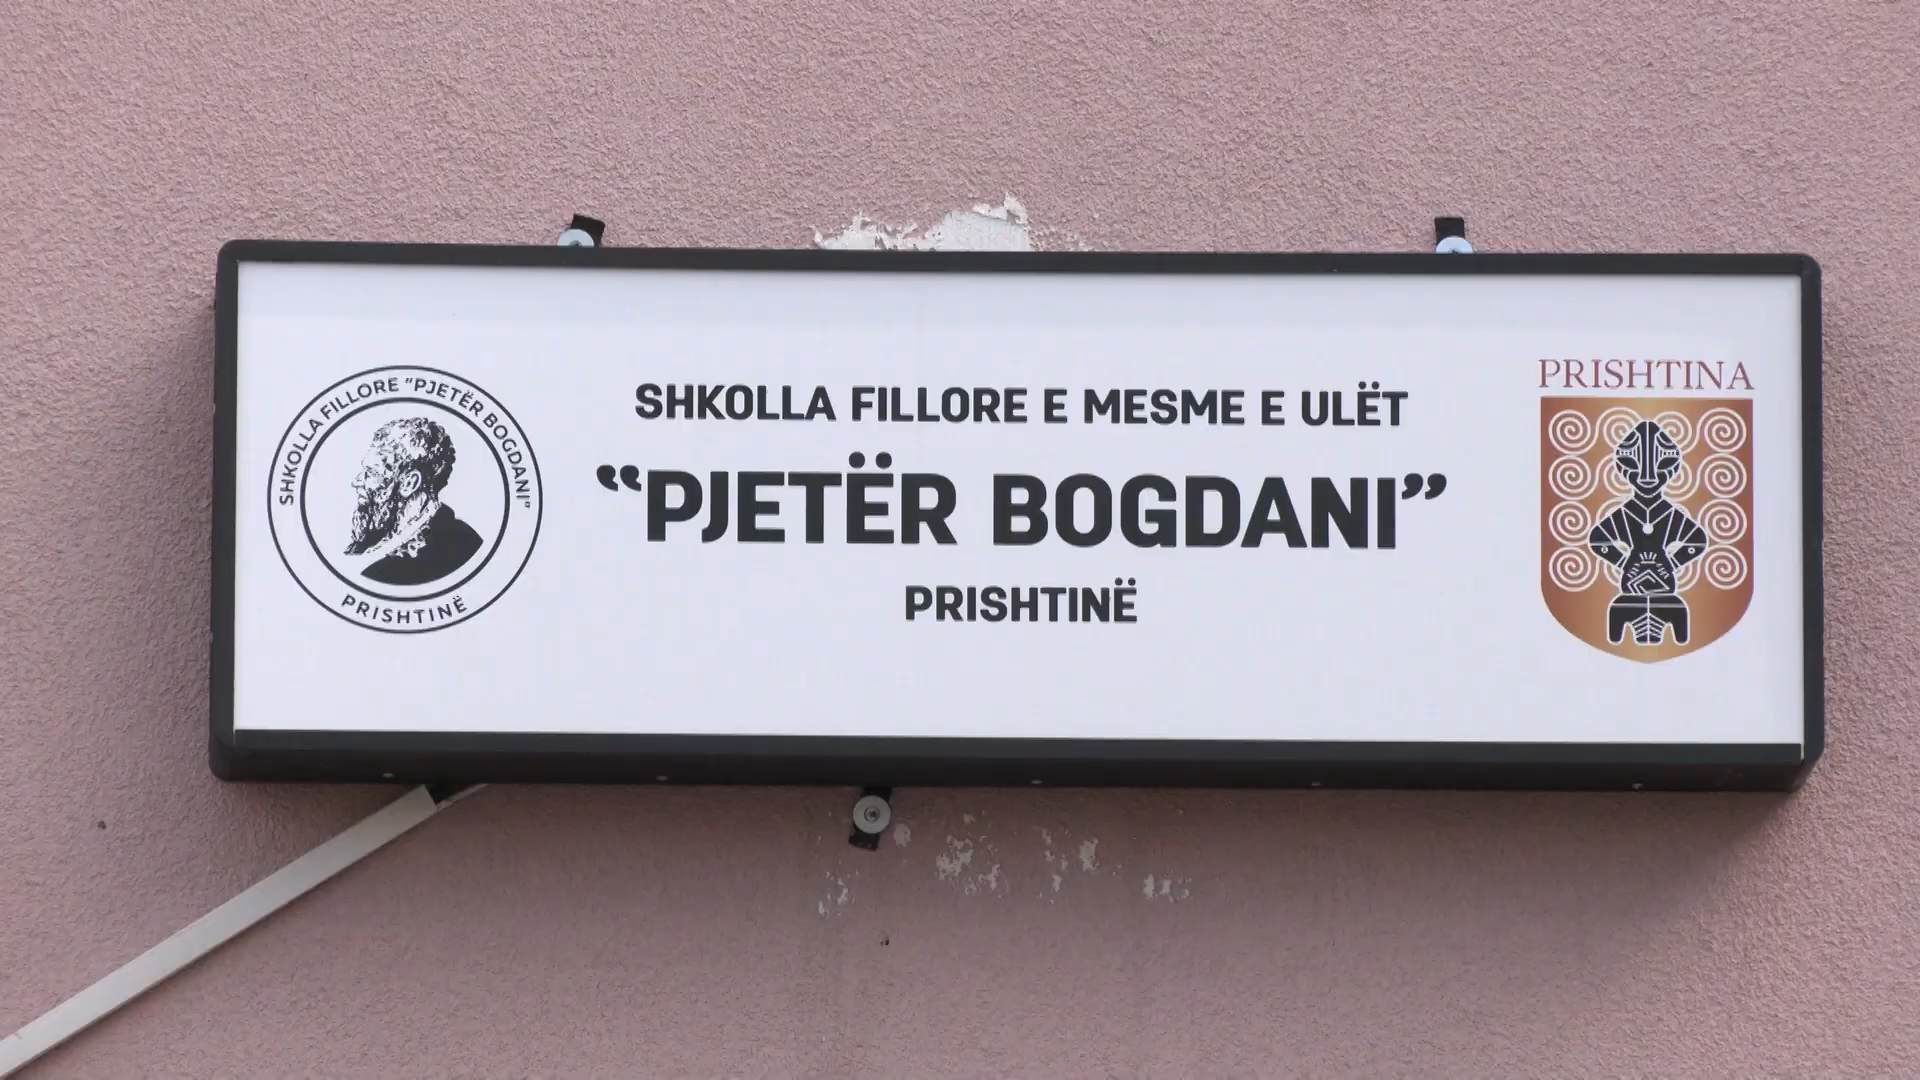 SHKOLLA FILLORE "PJETËR BOGDANI"
PRISHTINË
SHKOLLA FILLORE E MESME E ULËT
“PJETËR BOGDANI”
PRISHTINË
PRISHTINA